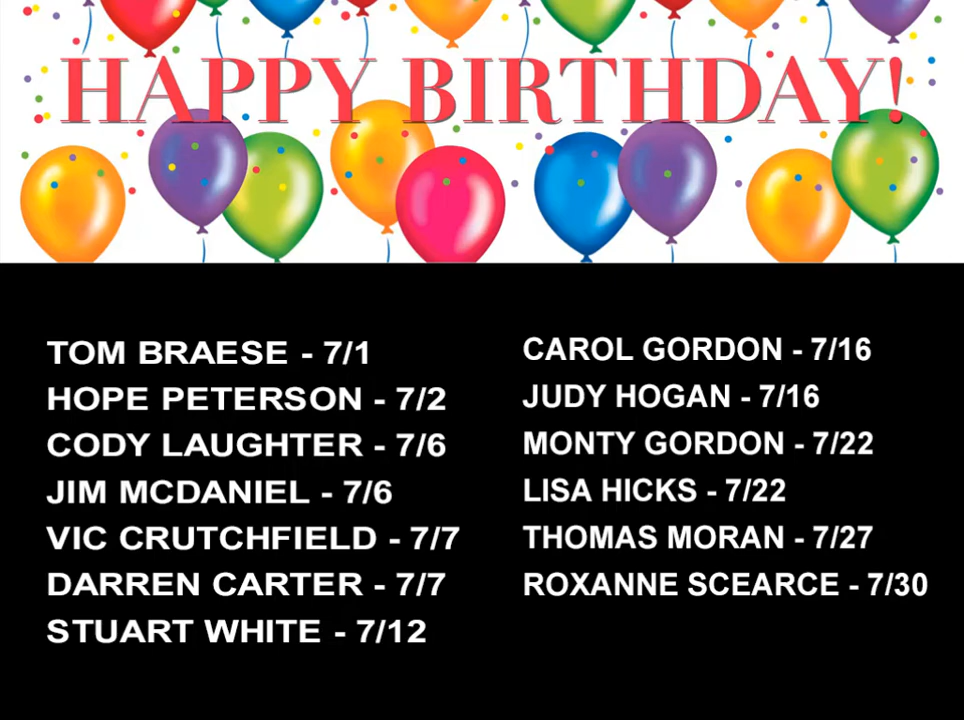 HAPPY BIRTHDAY!
TOM BRAESE - 7/1
HOPE PETERSON - 7/2
CODY LAUGHTER - 7/6
JIM MCDANIEL - 7/6
VIC CRUTCHFIELD - 7/7
DARREN CARTER - 7/7
STUART WHITE - 7/12
CAROL GORDON - 7/16
JUDY HOGAN - 7/16
MONTY GORDON - 7/22
LISA HICKS - 7/22
THOMAS MORAN - 7/27
ROXANNE SCEARCE - 7/30